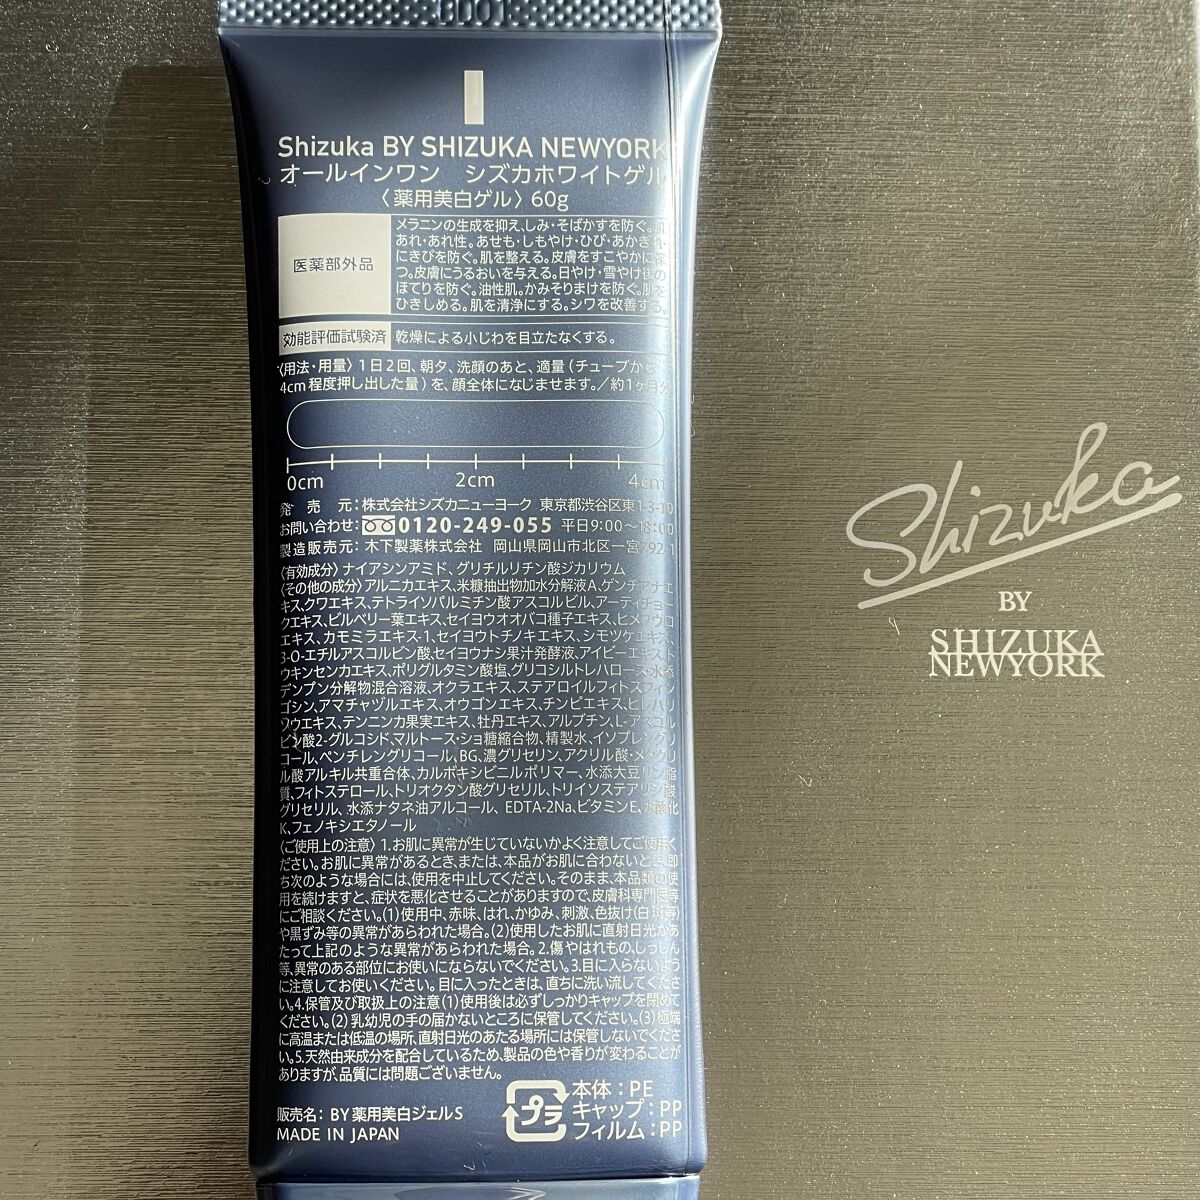 GD01
Shizuka BY SHIZUKA NEWYORK
オールインワン シズカホワイトゲル
〈薬用美白ゲル〉60g
医薬部外品
メラニンの生成を抑え、しみ・そばかすを防ぐ。肌
あれ・あれ性。あせも・しもやけ・ひび・あかぎれ・
にきびを防ぐ。肌を整える。皮膚をすこやかに保
つ。皮膚にうるおいを与える。日やけ・雪やけ後の
ほてりを防ぐ。油性肌。かみそりまけを防ぐ。肌を
ひきしめる。肌を清浄にする。シワを改善する。
効能評価試験済 乾燥による小じわを目立たなくする。
〈用法・用量〉1日2回、朝夕、洗顔のあと、適量（チューブから
4cm程度押し出した量）を、顔全体になじませます。／約1ヶ月分
0cm 2cm 4cm
発売元：株式会社シズカニューヨーク 東京都渋谷区東1-3-10
お問い合わせ：0120-249-055 平日9:00〜18:00
製造販売元：木下製薬株式会社 岡山県岡山市北区一宮792-1
〈有効成分〉ナイアシンアミド、グリチルリチン酸ジカリウム
〈その他の成分〉アルニカエキス、米糠抽出物加水分解液A、ゲンチアナエ
キス、クワエキス、テトライソパルミチン酸アスコルビル、アーティチョー
クエキス、ビルベリー葉エキス、セイヨウオオバコ種子エキス、ヒメフウロ
エキス、カモミラエキス-1、セイヨウトチノキエキス、シモツケエキス、
3-O-エチルアスコルビン酸、セイヨウナシ果汁発酵液、アイビーエキス、ト
ウキンセンカエキス、ポリグルタミン酸塩、グリコシルトレハロース・水添
デンプン分解物混合溶液、オクラエキス、ステアロイルフィトスフィン
ゴシン、アマチャヅルエキス、オウゴンエキス、チンピエキス、ヒレハリ
ソウエキス、テンニンカ果実エキス、牡丹エキス、アルブチン、L-アスコル
ビン酸2-グルコシド、マルトース・ショ糖縮合物、精製水、イソプレングリ
コール、ペンチレングリコール、BG、濃グリセリン、アクリル酸・メタクリ
ル酸アルキル共重合体、カルボキシビニルポリマー、水添大豆リン脂
質、フィトステロール、トリオクタン酸グリセリル、トリイソステアリン酸
グリセリル、水添ナタネ油アルコール、EDTA-2Na、ビタミンE、水酸化
K、フェノキシエタノール
〈ご使用上の注意〉1.お肌に異常が生じていないかよく注意してご使用く
ださい。お肌に異常があるとき、または、本品がお肌に合わないとき、即
ち次のような場合には、使用を中止してください。そのまま、本品類の使
用を続けますと、症状を悪化させることがありますので、皮膚科専門医等
にご相談ください。(1)使用中、赤味、はれ、かゆみ、刺激、色抜け(白斑等)
や黒ずみ等の異常があらわれた場合。(2)使用したお肌に直射日光があ
たって上記のような異常があらわれた場合。2.傷やはれもの、しっしん
等、異常のある部位にお使いにならないでください。3.目に入らないよう
に注意してお使いください。目に入ったときは、直ちに洗い流してくださ
い。4.保管及び取扱上の注意(1)使用後は必ずしっかりキャップを閉めて
ください。(2)乳幼児の手の届かないところに保管してください。(3)極端
に高温または低温の場所、直射日光のあたる場所には保管しないでくださ
い。5.天然由来成分を配合しているため、製品の色や香りが変わることが
ありますが、品質には問題ございません。
販売名：BY薬用美白ジェルS
MADE IN JAPAN
プラ
本体：PE
キャップ：PP
フィルム：PP
Shizuka
BY
SHIZUKA
NEWYORK